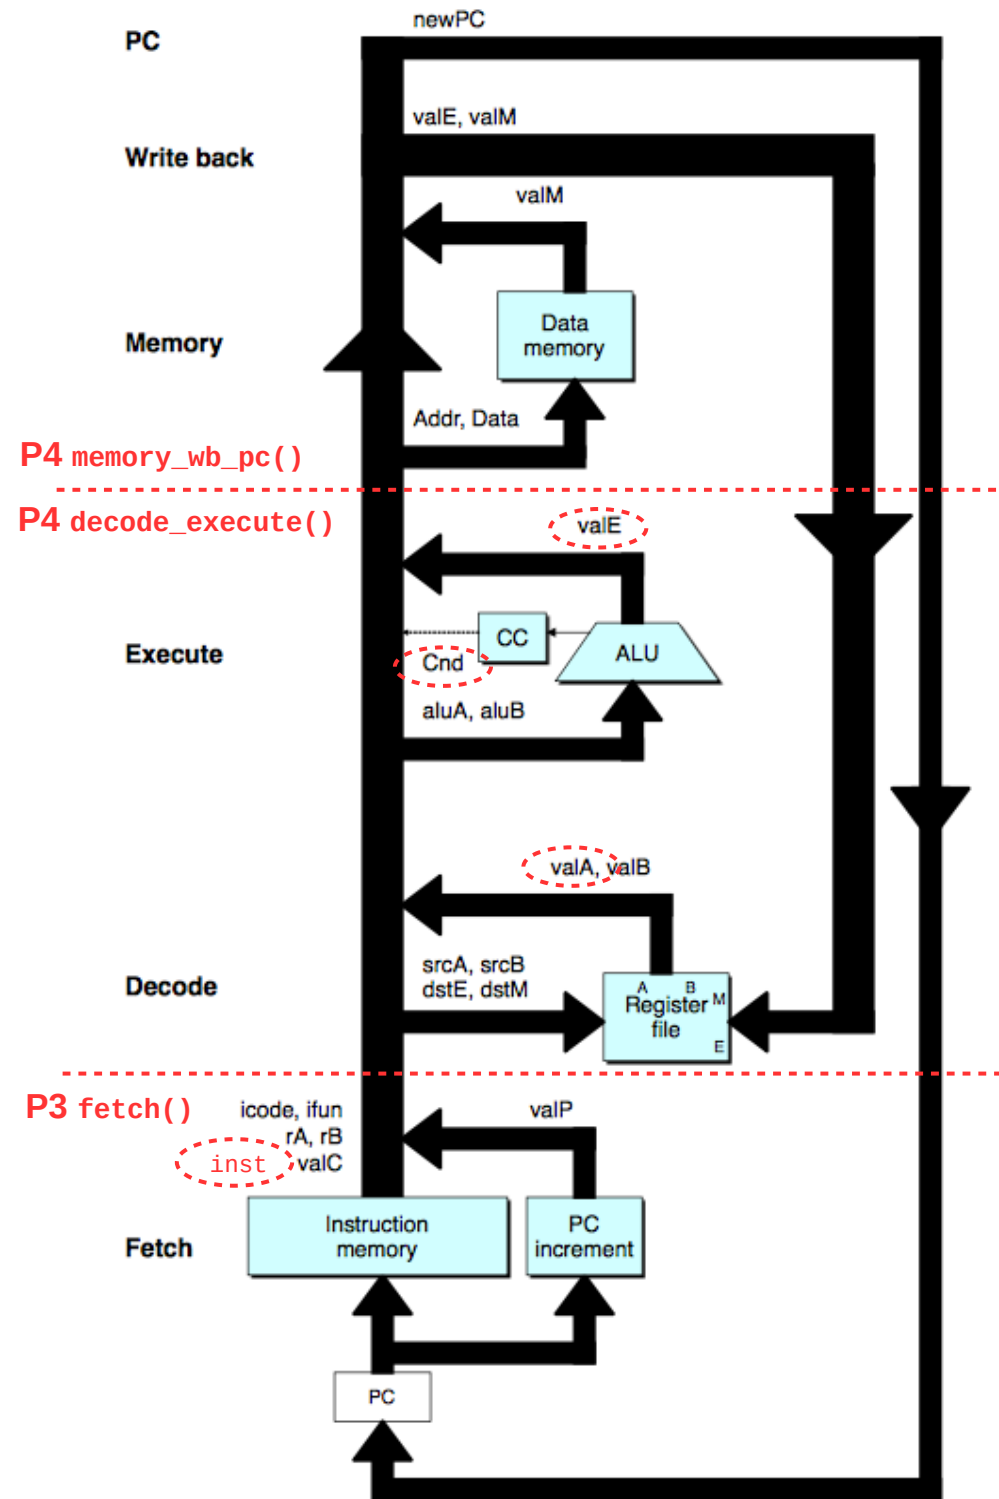 newPC
PC
valE, valM
Write back
valM
Data
memory
Memory
Addr, Data
P4 memory_wb_pc()
P4 decode_execute()
valE
CC
ALU
Execute
Cnd
aluA, aluB
valA, valB
srcA, srcB
dstE, dstM
Decode
A B
M
Register
file
E
P3 fetch()
icode, ifun
rA, rB
inst valC
valP
Instruction
memory
PC
increment
Fetch
PC